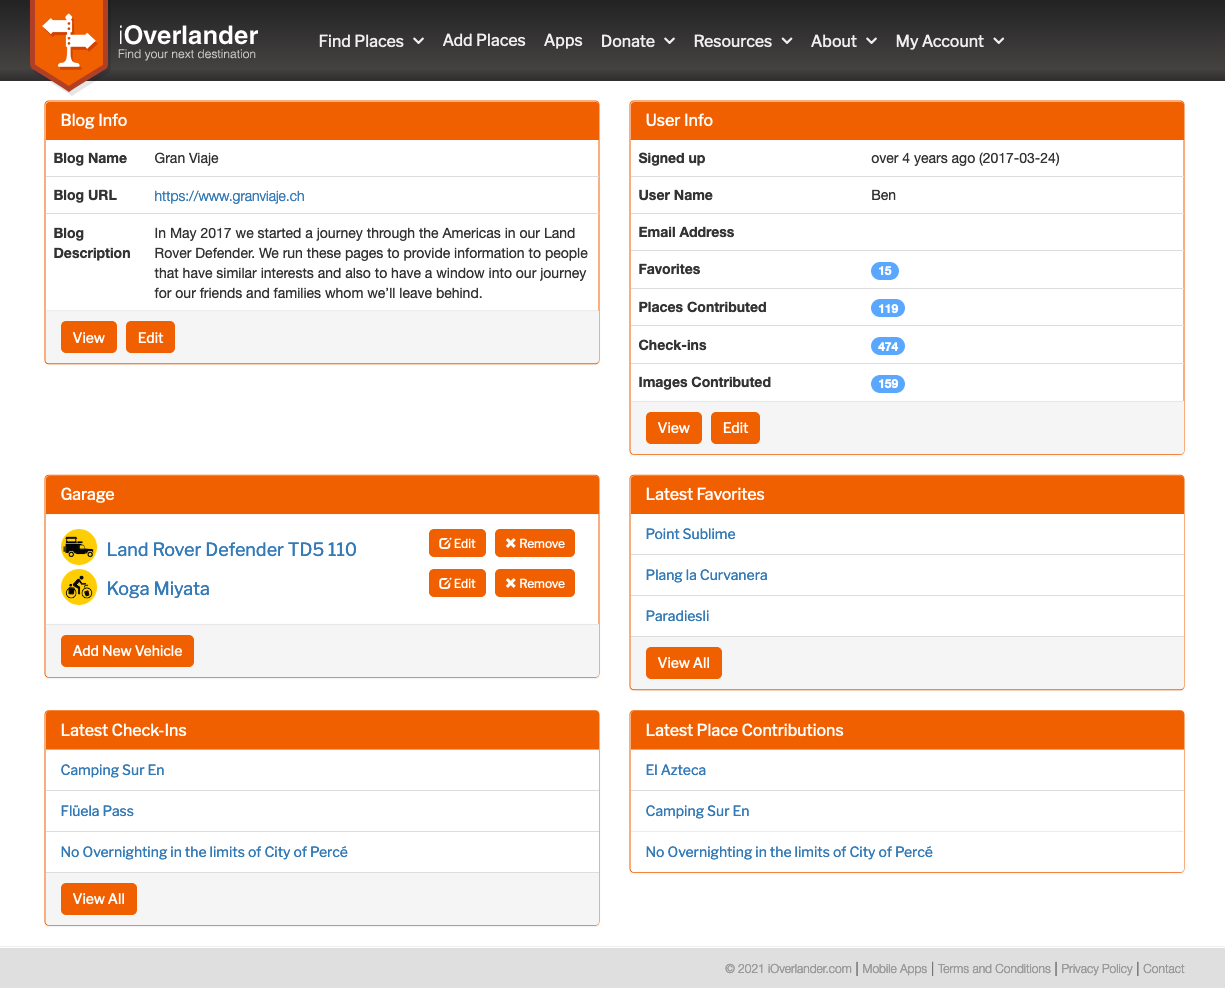 iOverlander
Find your next destination
Find Places
Add Places
Apps
Donate
Resources
About
My Account
Blog Info
Blog Name Gran Viaje
Blog URL https://www.granviaje.ch
Blog Description
In May 2017 we started a journey through the Americas in our Land
Rover Defender. We run these pages to provide information to people
that have similar interests and also to have a window into our journey
for our friends and families whom we'll leave behind.
View Edit
User Info
Signed up over 4 years ago (2017-03-24)
User Name Ben
Email Address
Favorites 15
Places Contributed 119
Check-ins 474
Images Contributed 159
View Edit
Garage
Land Rover Defender TD5 110 Edit Remove
Koga Miyata Edit Remove
Add New Vehicle
Latest Favorites
Point Sublime
Plang la Curvanera
Paradiesli
View All
Latest Check-Ins
Camping Sur En
Flüela Pass
No Overnighting in the limits of City of Percé
View All
Latest Place Contributions
El Azteca
Camping Sur En
No Overnighting in the limits of City of Percé
© 2021 iOverlander.com | Mobile Apps | Terms and Conditions | Privacy Policy | Contact